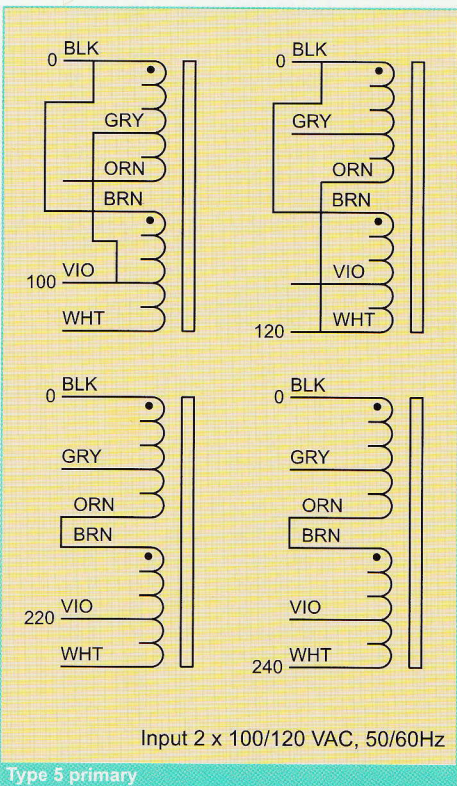 0 BLK
GRY
ORN
BRN
100 VIO
WHT
0 BLK
GRY
ORN
BRN
VIO
120 WHT
0 BLK
GRY
ORN
BRN
220 VIO
WHT
0 BLK
GRY
ORN
BRN
VIO
240 WHT
Input 2 x 100/120 VAC, 50/60Hz
Type 5 primary